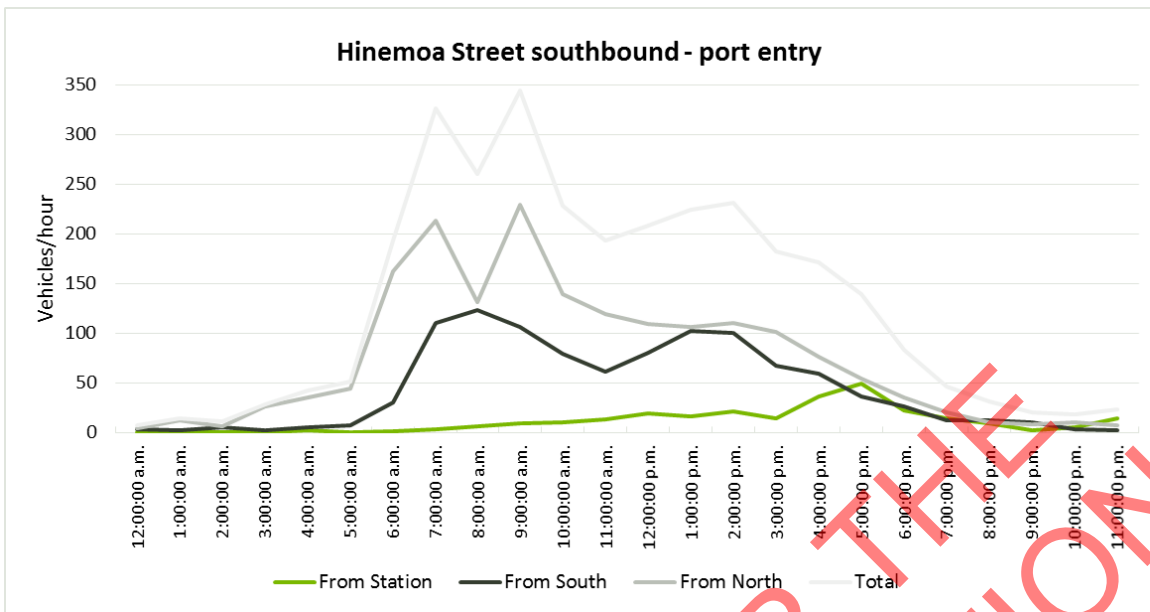 Hinemoa Street southbound - port entry
350
300
250
200
150
100
50
0
Vehicles/hour
12:00:00 a.m.
1:00:00 a.m.
2:00:00 a.m.
3:00:00 a.m.
4:00:00 a.m.
5:00:00 a.m.
6:00:00 a.m.
7:00:00 a.m.
8:00:00 a.m.
9:00:00 a.m.
10:00:00 a.m.
11:00:00 a.m.
12:00:00 p.m.
1:00:00 p.m.
2:00:00 p.m.
3:00:00 p.m.
4:00:00 p.m.
5:00:00 p.m.
6:00:00 p.m.
7:00:00 p.m.
8:00:00 p.m.
9:00:00 p.m.
10:00:00 p.m.
11:00:00 p.m.
From Station From South From North Total
THE